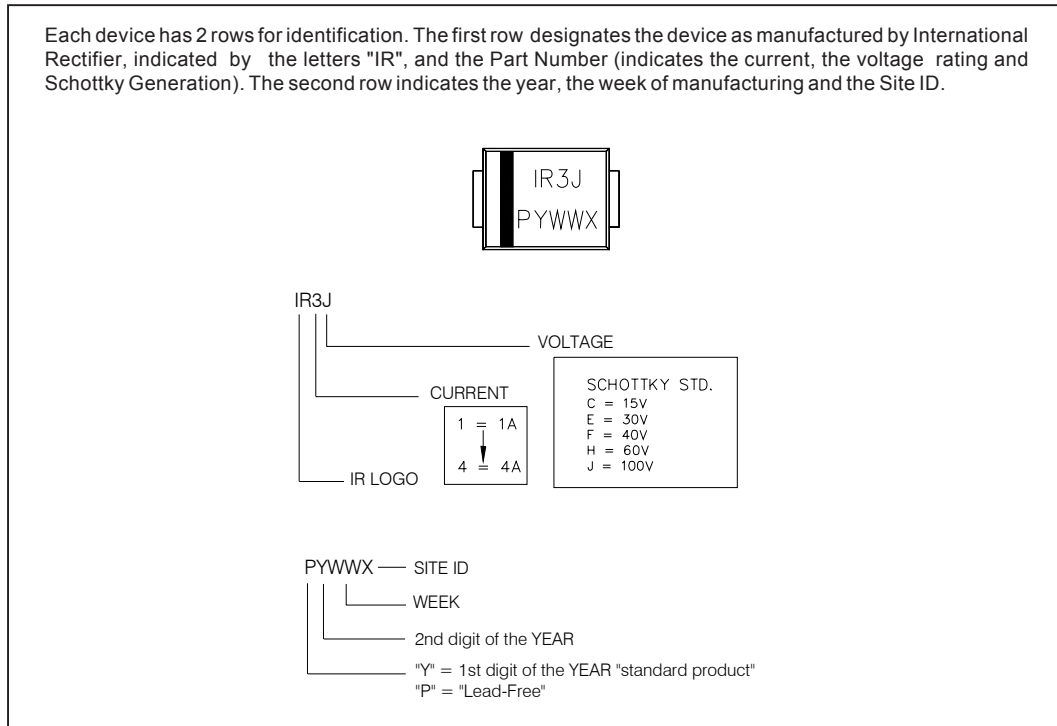 Each device has 2 rows for identification. The first row designates the device as manufactured by International
Rectifier, indicated by the letters "IR", and the Part Number (indicates the current, the voltage rating and
Schottky Generation). The second row indicates the year, the week of manufacturing and the Site ID.
IR3J
PYWWX
IR3J
VOLTAGE
SCHOTTKY STD.
C = 15V
E = 30V
F = 40V
H = 60V
J = 100V
CURRENT
1 = 1A
4 = 4A
IR LOGO
PYWWX
SITE ID
WEEK
2nd digit of the YEAR
"Y" = 1st digit of the YEAR "standard product"
"P" = "Lead-Free"